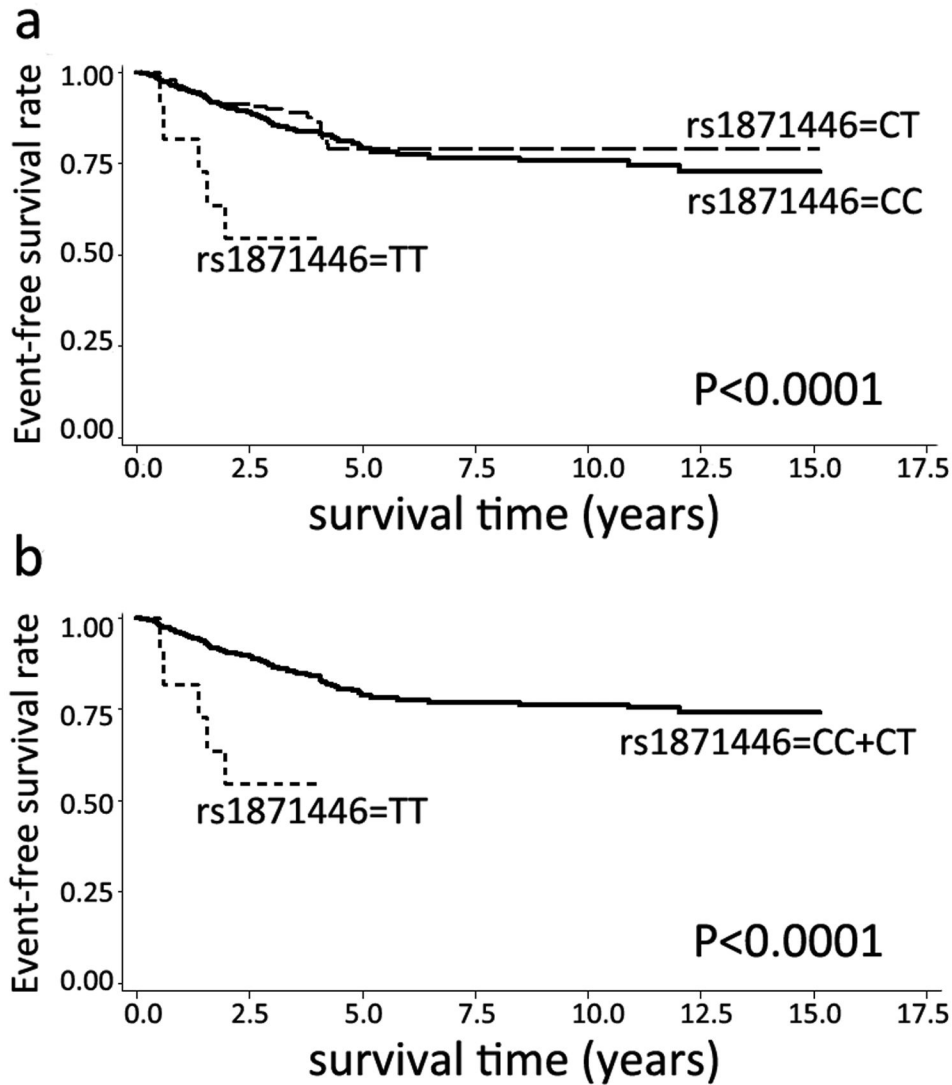 a
Event-free survival rate
1.00
0.75
0.50
0.25
0.00
rs1871446=CT
rs1871446=CC
rs1871446=TT
P<0.0001
0.0 2.5 5.0 7.5 10.0 12.5 15.0 17.5
survival time (years)
b
Event-free survival rate
1.00
0.75
0.50
0.25
0.00
rs1871446=CC+CT
rs1871446=TT
P<0.0001
0.0 2.5 5.0 7.5 10.0 12.5 15.0 17.5
survival time (years)